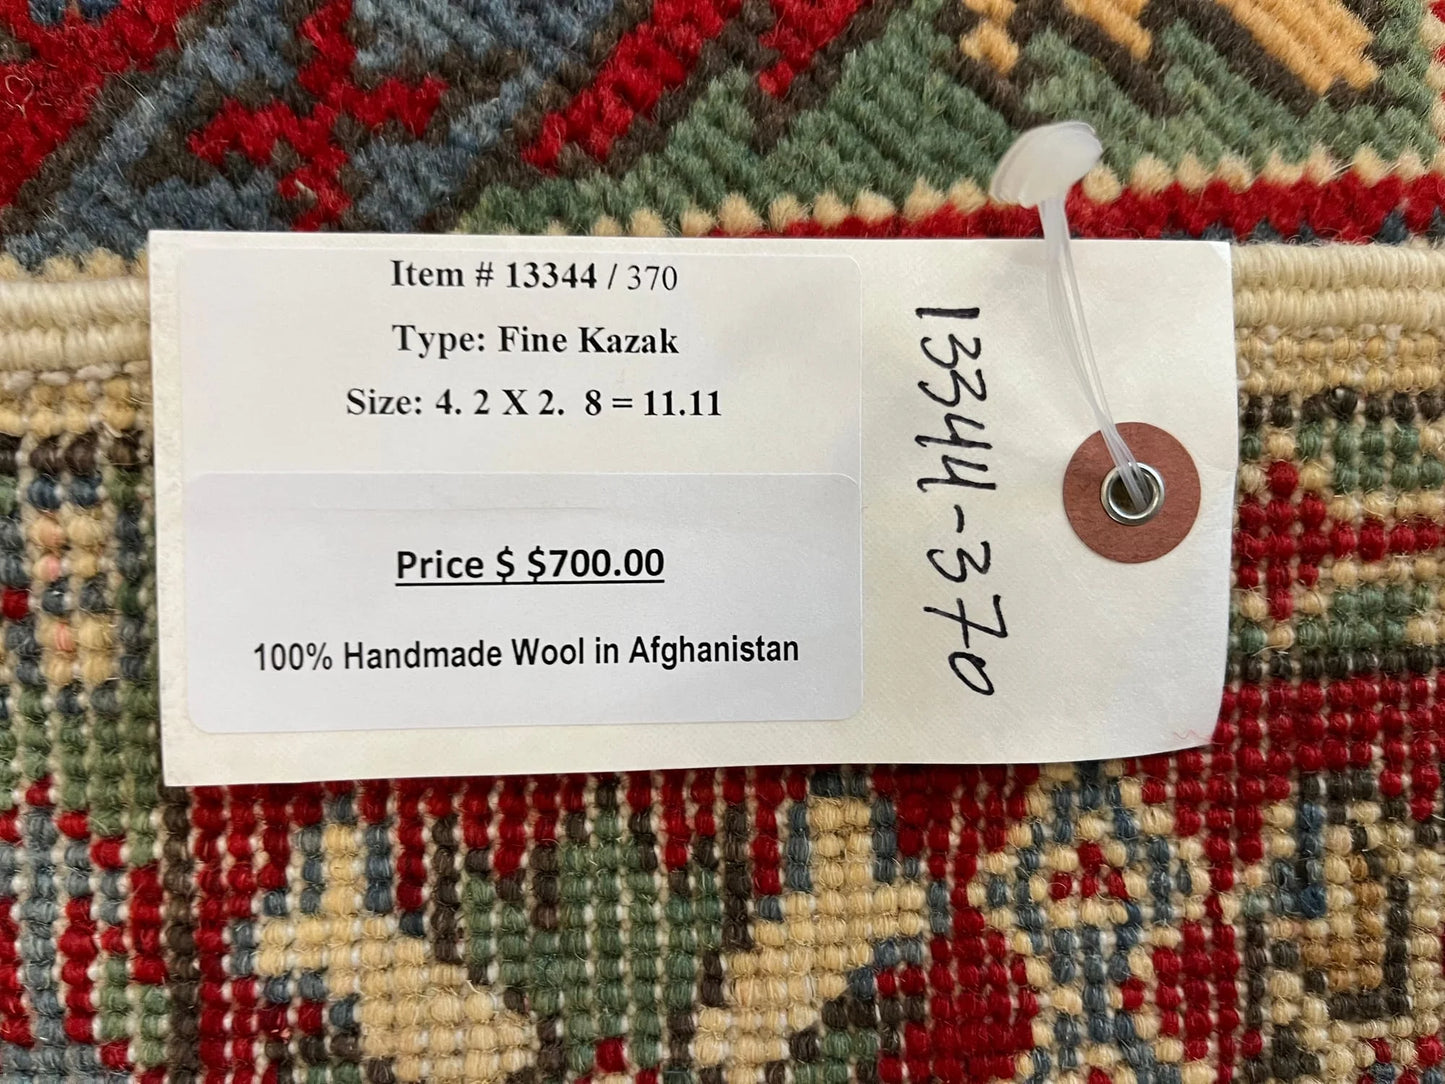 Item # 13344 / 370
Type: Fine Kazak
Size: 4. 2 X 2.  8 = 11.11
Price $ $700.00
100% Handmade Wool in Afghanistan
13344-370